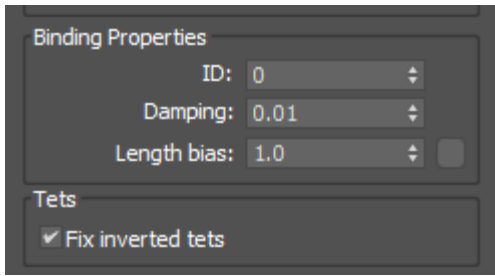 Binding Properties
ID: 0
Damping: 0.01
Length bias: 1.0
Tets
Fix inverted tets